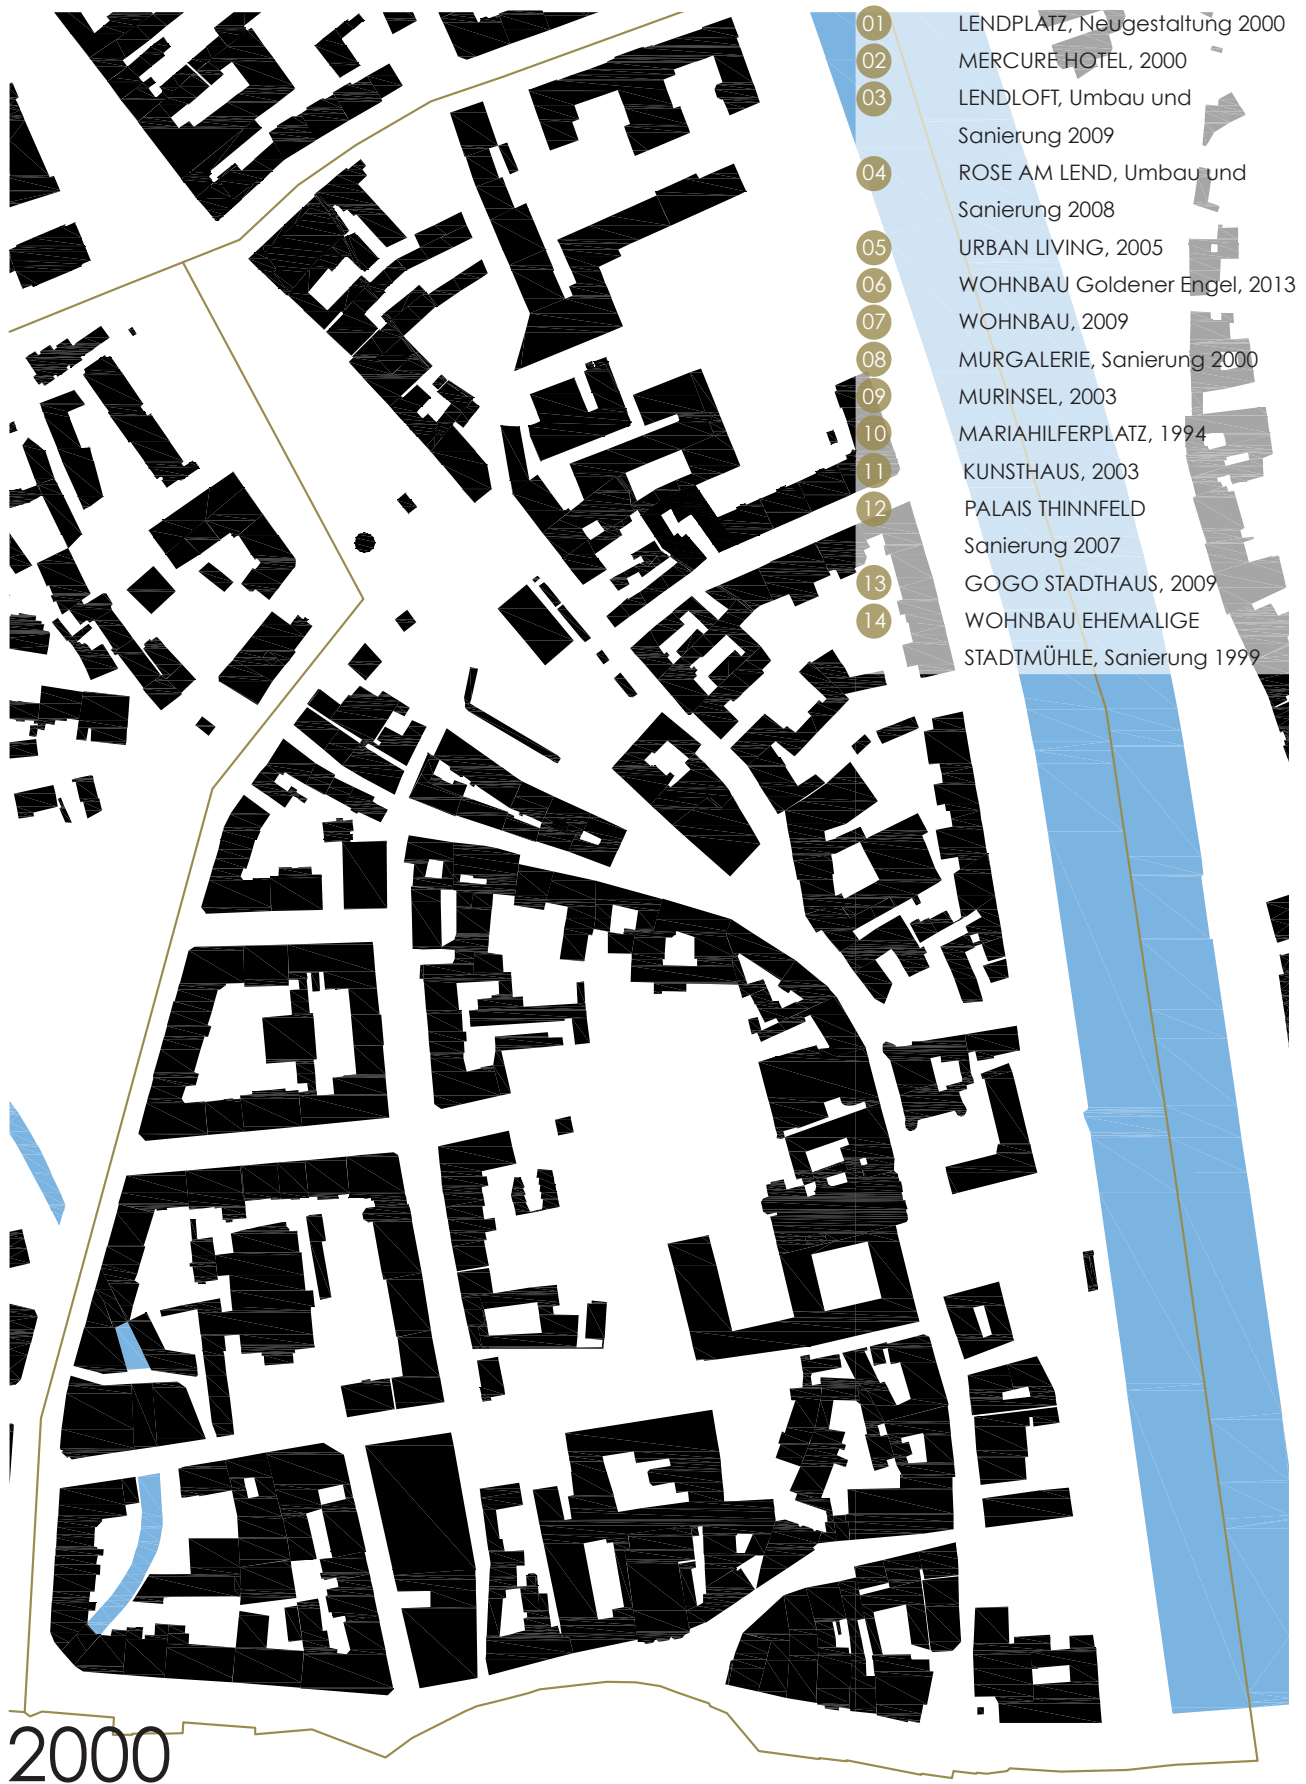 01 LENDPLATZ, Neugestaltung 2000
02 MERCURE HOTEL, 2000
03 LENDLOFT, Umbau und
Sanierung 2009
04 ROSE AM LEND, Umbau und
Sanierung 2008
05 URBAN LIVING, 2005
06 WOHNBAU Goldener Engel, 2013
07 WOHNBAU, 2009
08 MURGALERIE, Sanierung 2000
09 MURINSEL, 2003
10 MARIAHILFERPLATZ, 1994
11 KUNSTHAUS, 2003
12 PALAIS THINNFELD
Sanierung 2007
13 GOGO STADTHAUS, 2009
14 WOHNBAU EHEMALIGE
STADTMÜHLE, Sanierung 1999
2000